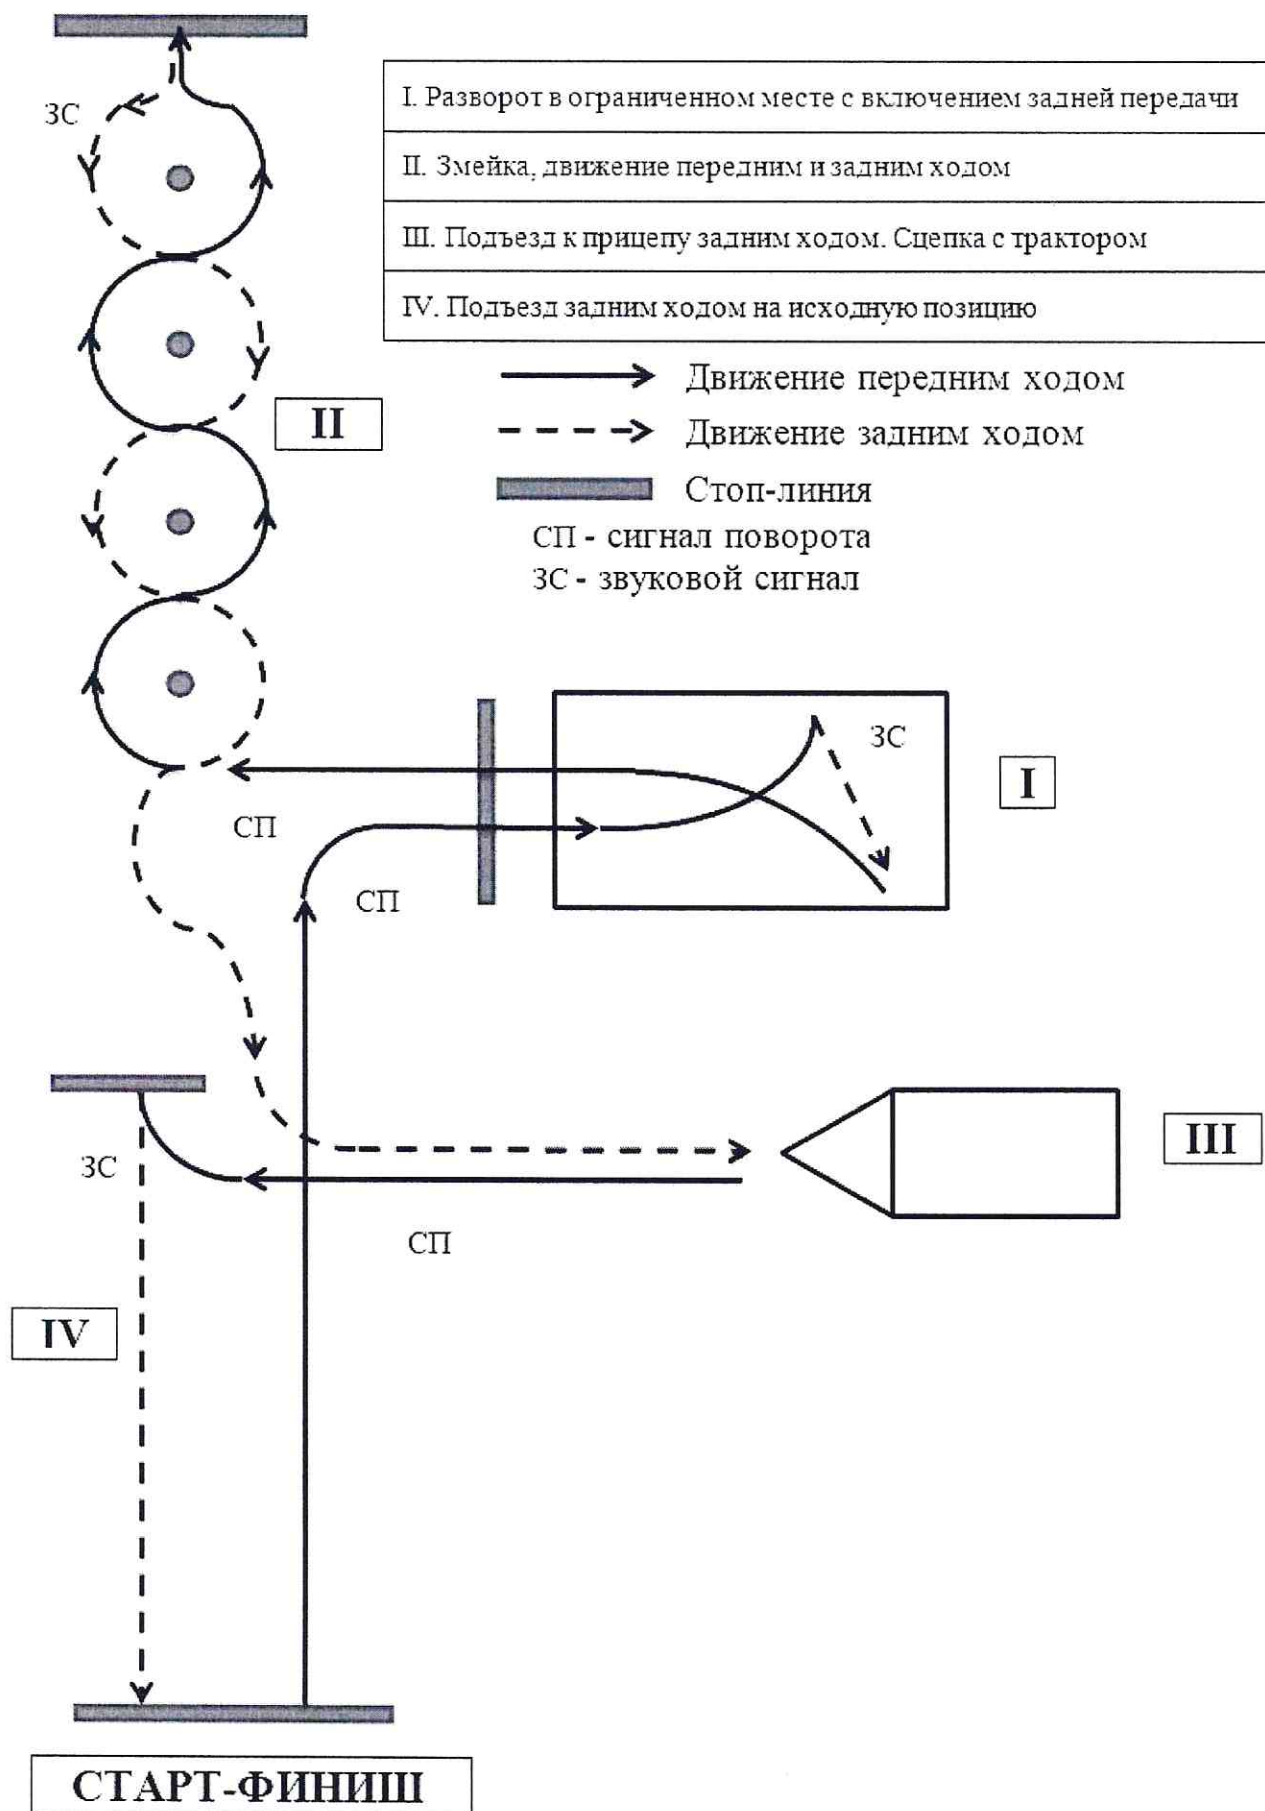 ЗС
I. Разворот в ограниченном месте с включением задней передачи
II. Змейка, движение передним и задним ходом
III. Подъезд к прицепу задним ходом. Сцепка с трактором
IV. Подъезд задним ходом на исходную позицию
Движение передним ходом
II
Движение задним ходом
Стоп-линия
СП - сигнал поворота
ЗС - звуковой сигнал
ЗС
I
СП
СП
III
ЗС
СП
IV
СТАРТ-ФИНИШ